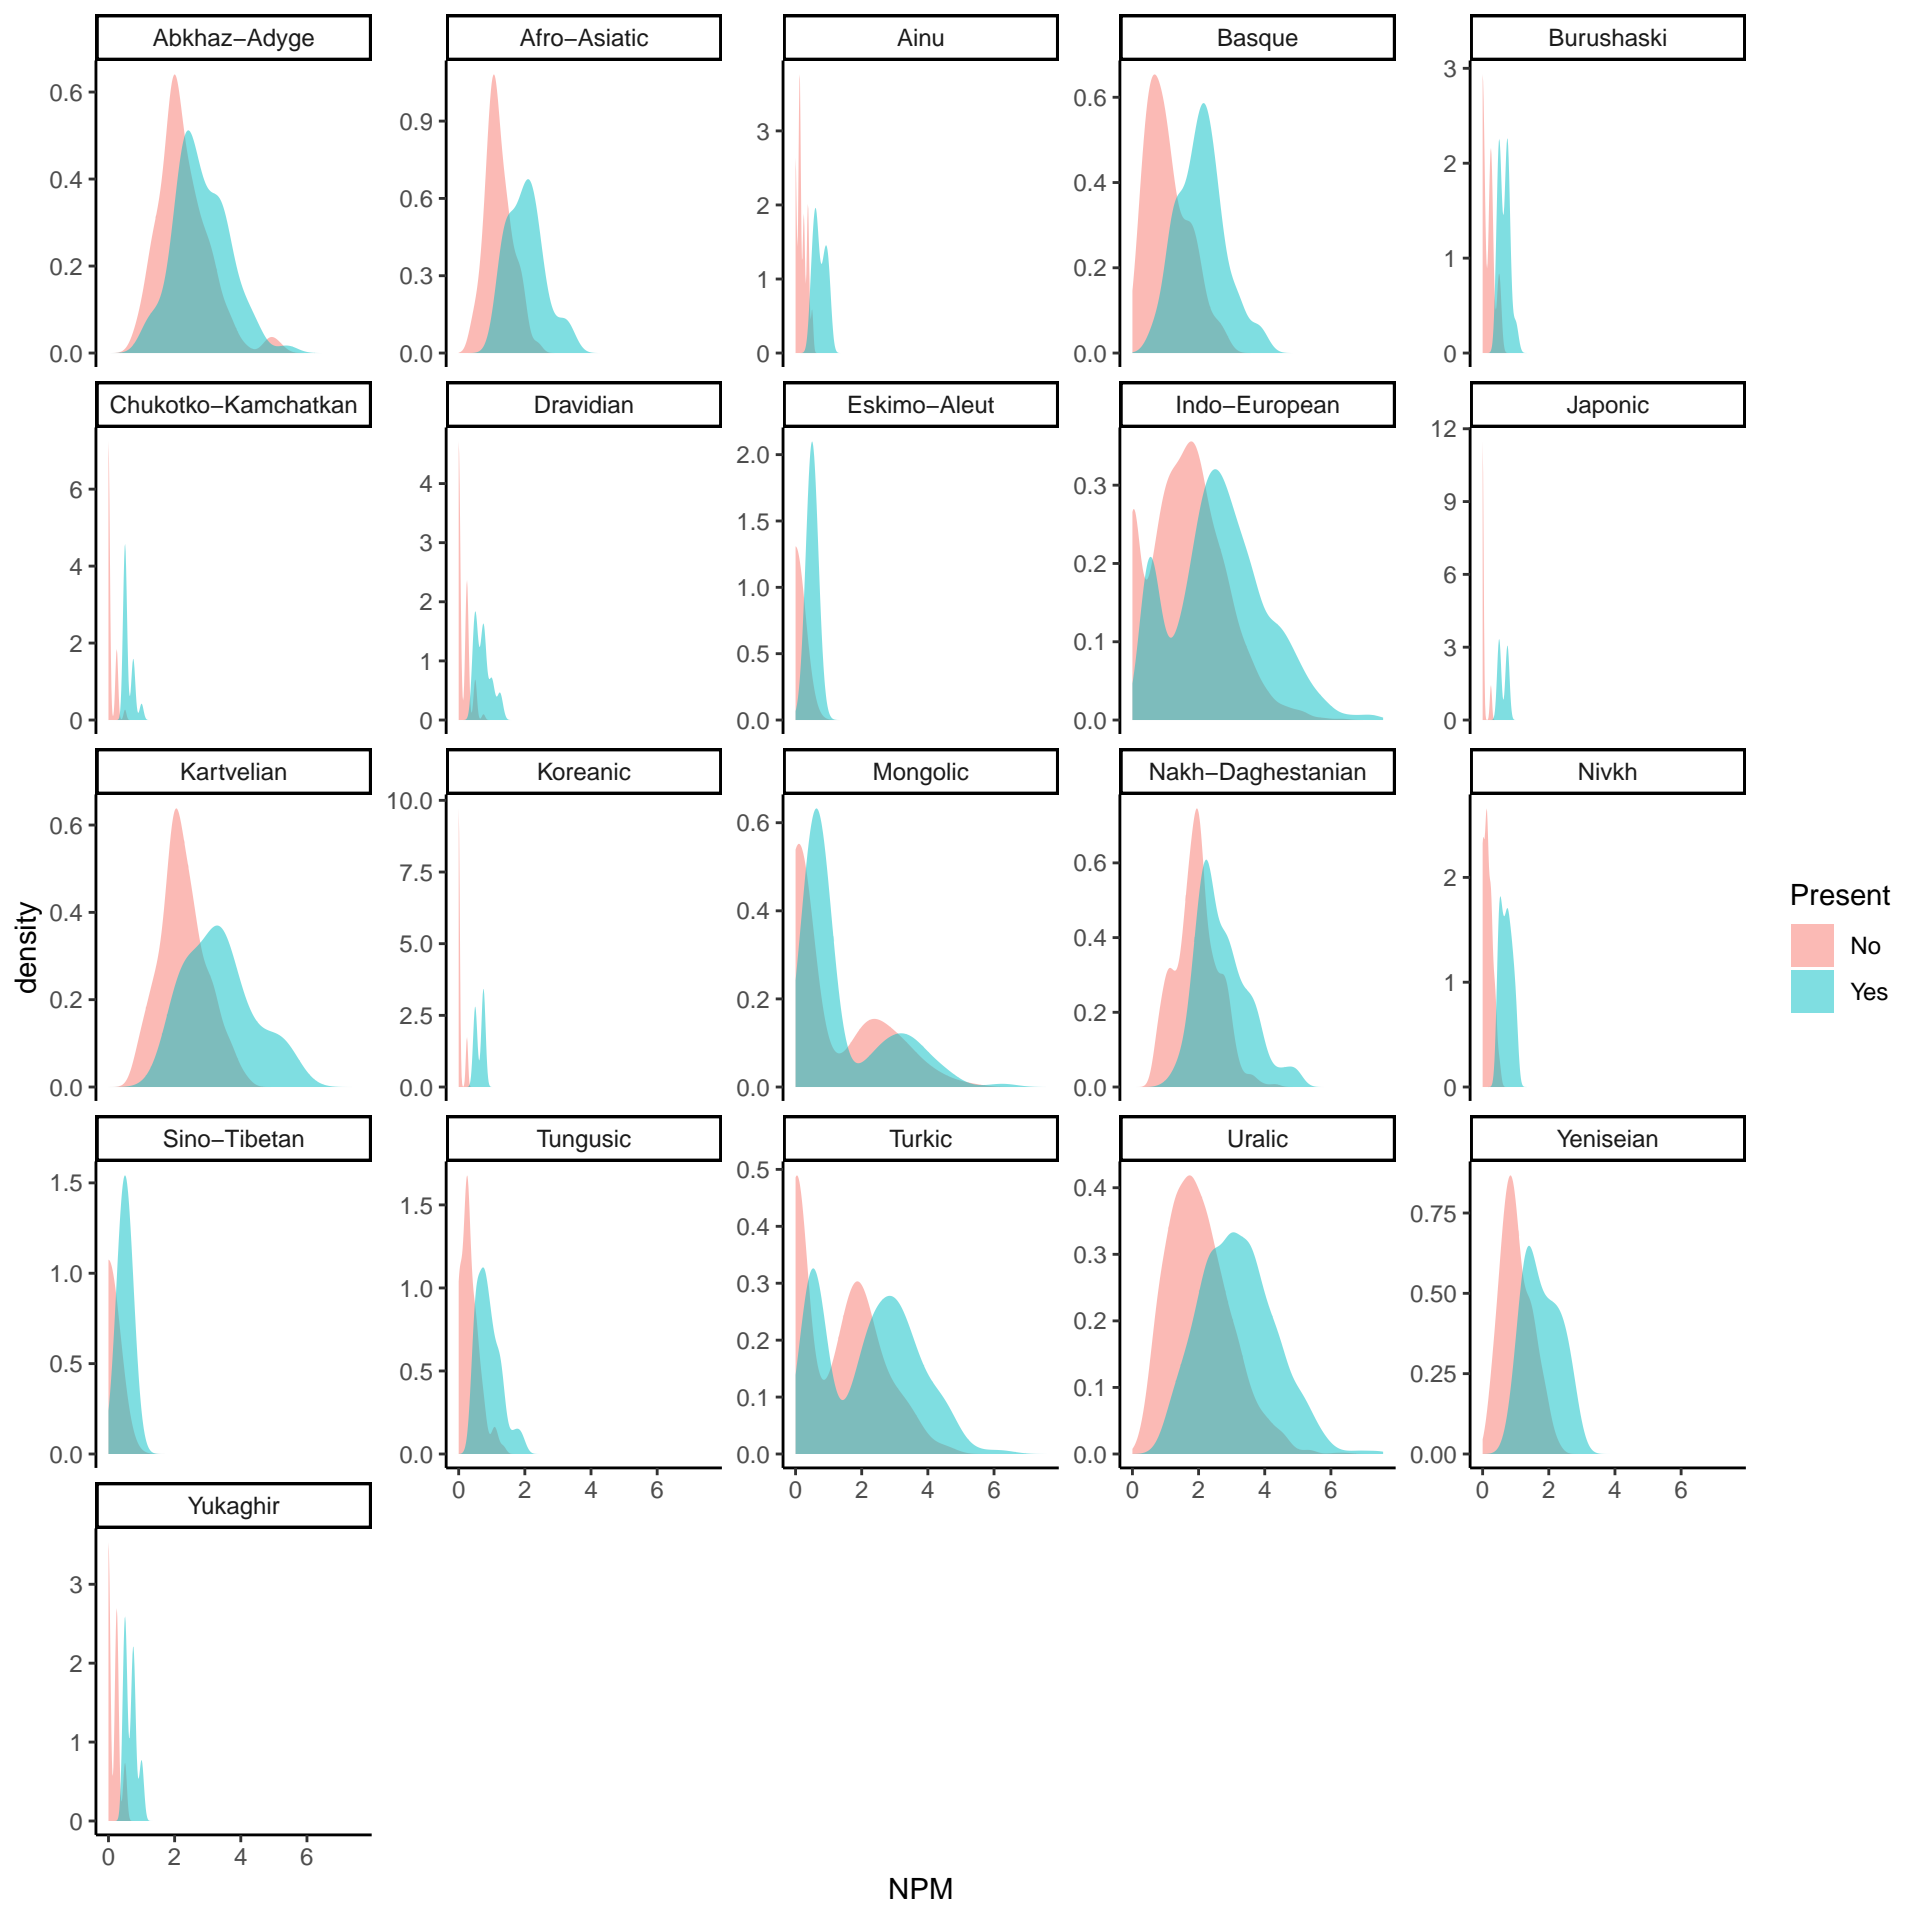 Abkhaz−Adyge
Afro−Asiatic
Ainu
Basque
Burushaski
0.6
0.4
0.2
0.0
0.9
0.6
0.3
0.0
3
2
1
0
0.6
0.4
0.2
0.0
3
2
1
0
Chukotko−Kamchatkan
Dravidian
Eskimo−Aleut
Indo−European
Japonic
6
4
2
0
4
3
2
1
0
2.0
1.5
1.0
0.5
0.0
0.3
0.2
0.1
0.0
12
9
6
3
0
Kartvelian
Koreanic
Mongolic
Nakh−Daghestanian
Nivkh
0.6
0.4
0.2
0.0
10.0
7.5
5.0
2.5
0.0
0.6
0.4
0.2
0.0
0.6
0.4
0.2
0.0
2
1
0
density
Present
No
Yes
Sino−Tibetan
Tungusic
Turkic
Uralic
Yeniseian
1.5
1.0
0.5
0.0
1.5
1.0
0.5
0.0
0.5
0.4
0.3
0.2
0.1
0.0
0.4
0.3
0.2
0.1
0.0
0.75
0.50
0.25
0.00
0 2 4 6
0 2 4 6
0 2 4 6
0 2 4 6
Yukaghir
3
2
1
0
0 2 4 6
NPM